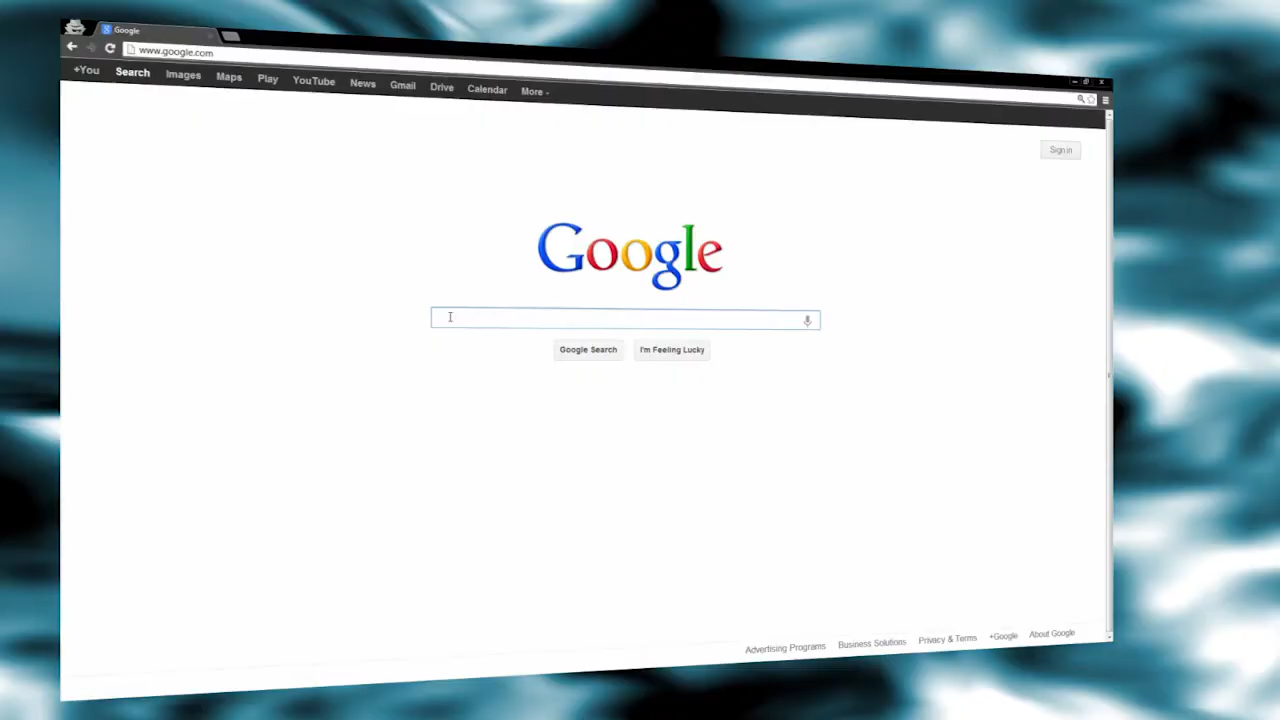 Google
www.google.com
+You Search Images Maps Play YouTube News Gmail Drive Calendar More
Sign in
Google
Google Search I'm Feeling Lucky
Advertising Programs Business Solutions Privacy & Terms +Google About Google